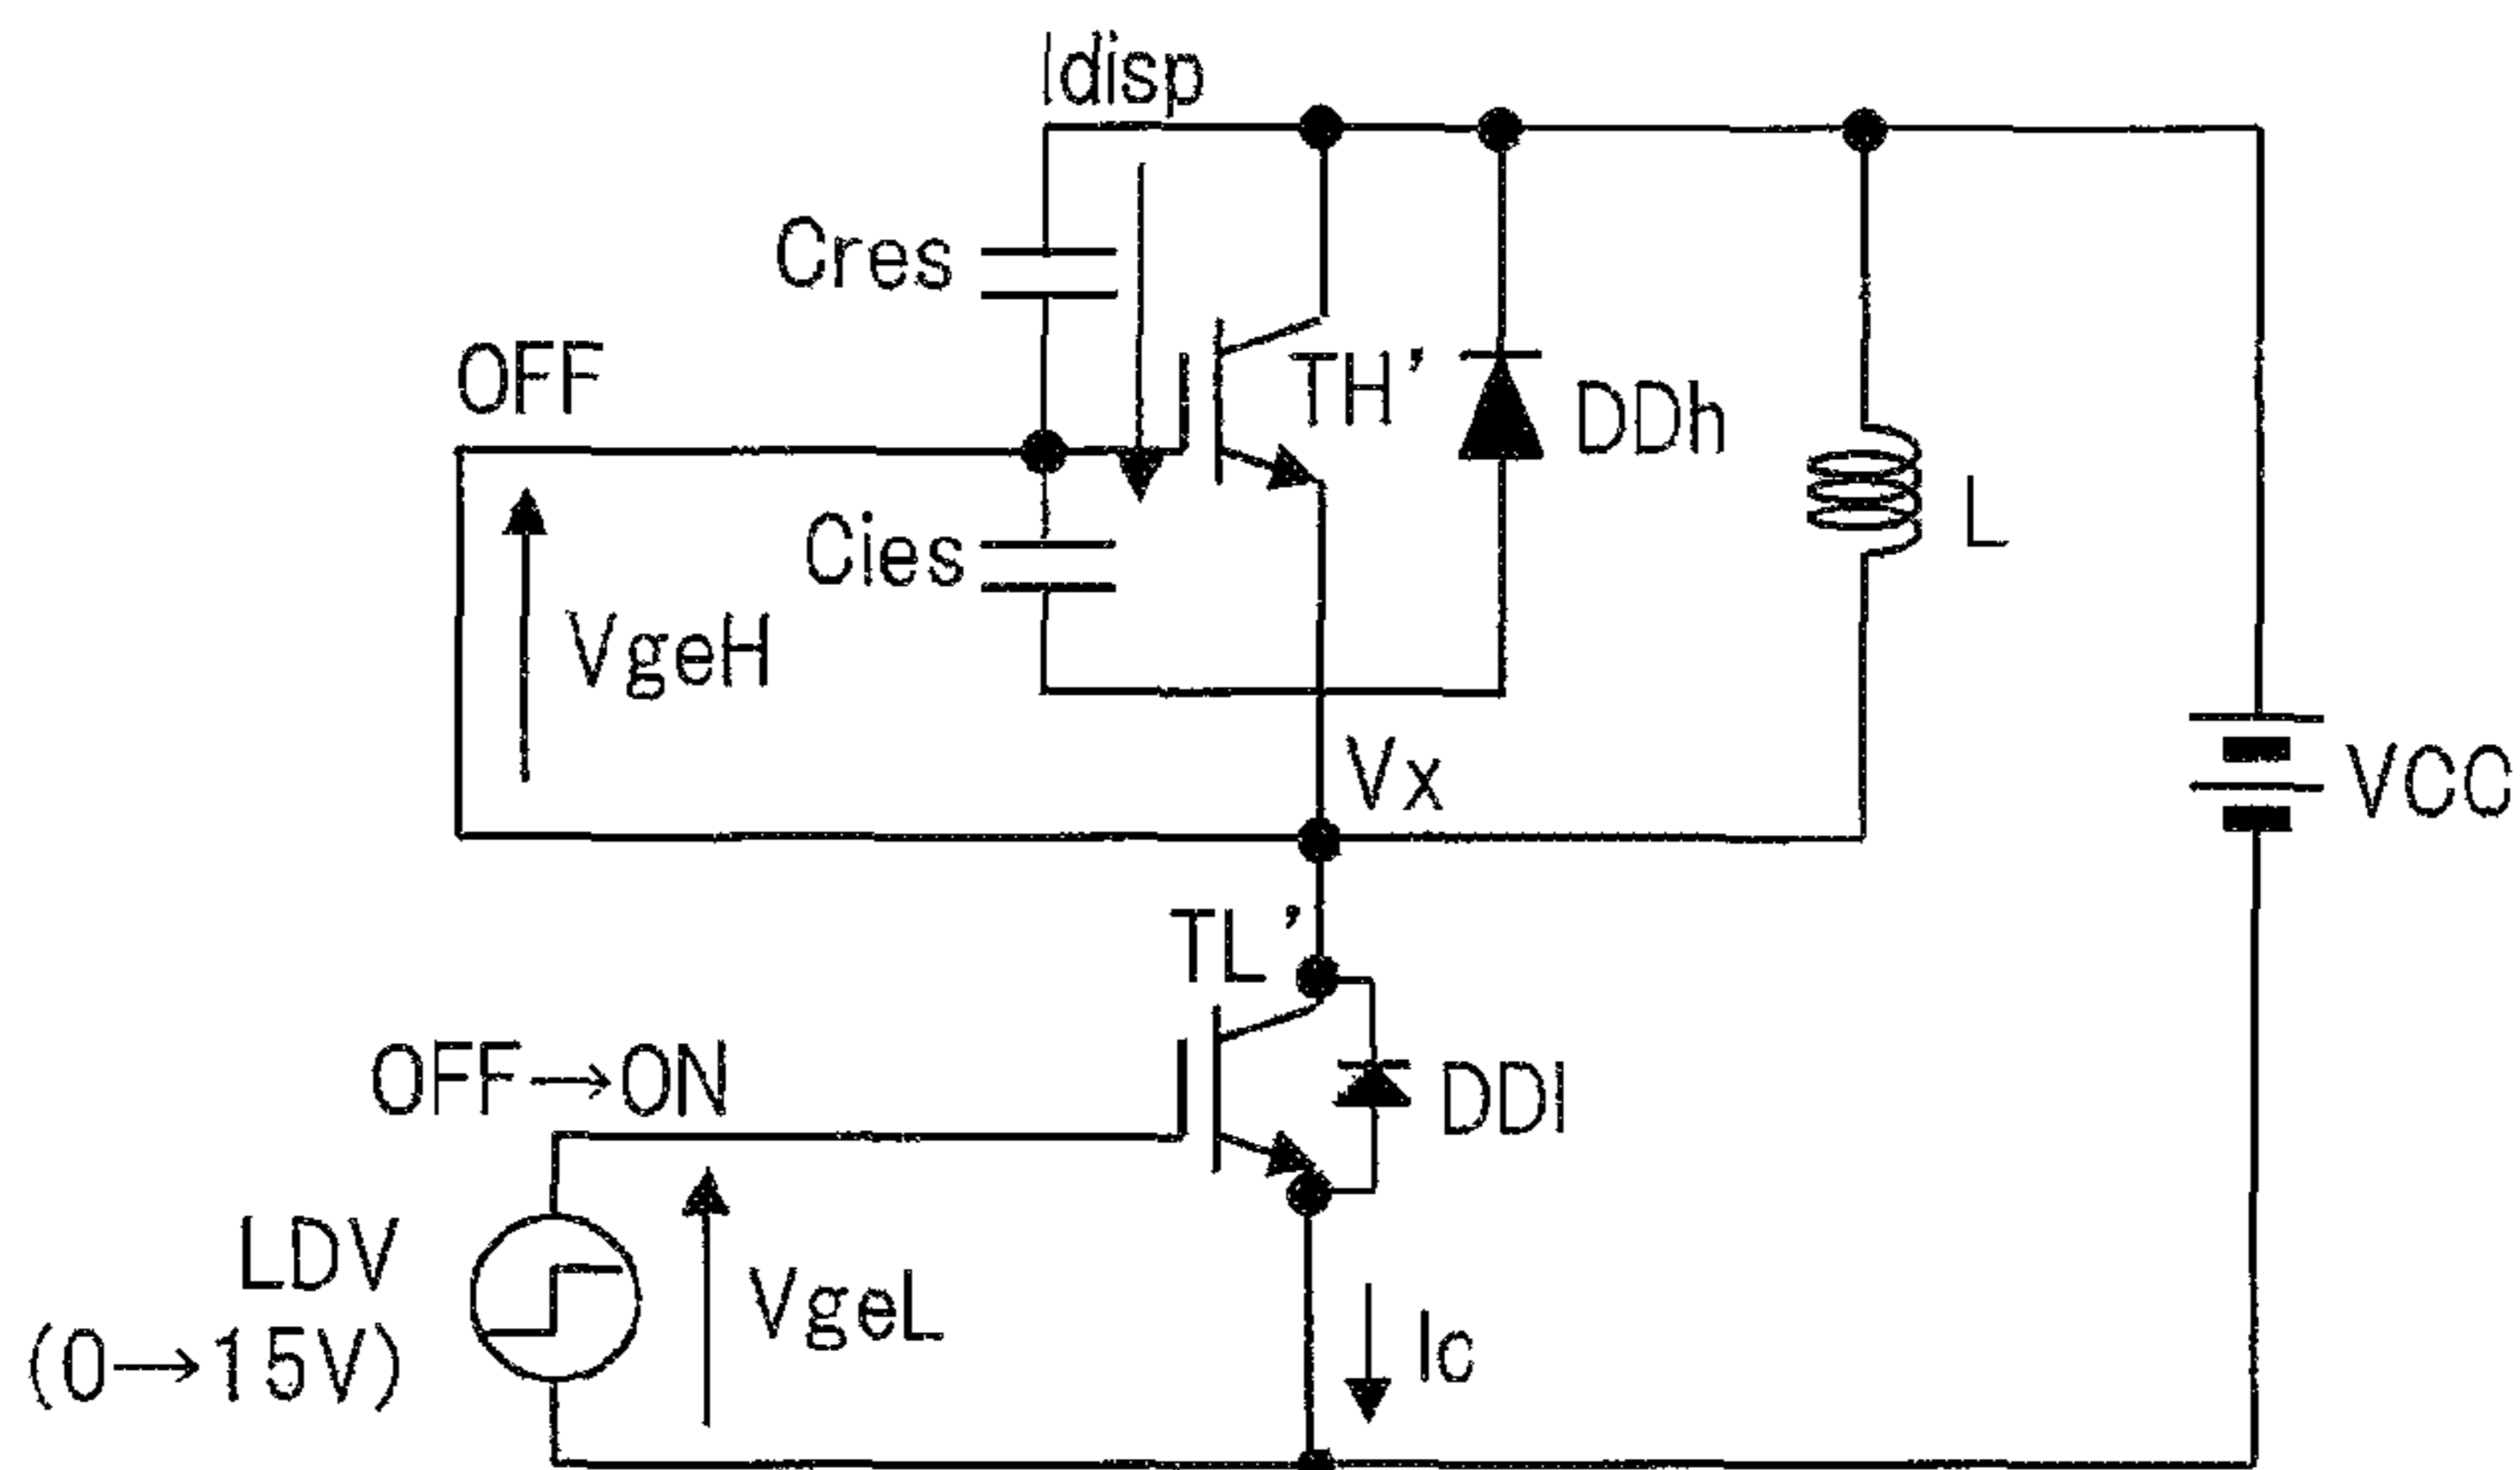 Idisp
Cres
OFF
TH'
DDh
L
Cies
VgeH
Vx
VCC
TL'
OFF→ON
DDl
LDV
(0→15V)
VgeL
Ic